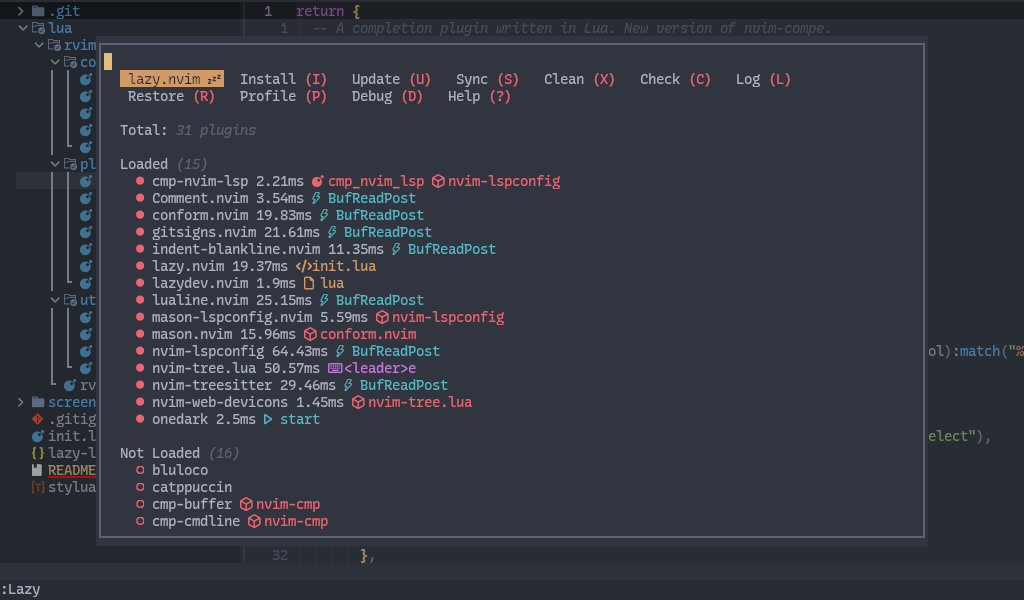 .git
1 return {
lua
1 -- A completion plugin written in Lua. New version of nvim-compe.
rvim
co
lazy.nvim zzz Install (I) Update (U) Sync (S) Clean (X) Check (C) Log (L)
Restore (R) Profile (P) Debug (D) Help (?)
Total: 31 plugins
Loaded (15)
pl
cmp-nvim-lsp 2.21ms cmp_nvim_lsp nvim-lspconfig
Comment.nvim 3.54ms BufReadPost
conform.nvim 19.83ms BufReadPost
gitsigns.nvim 21.61ms BufReadPost
indent-blankline.nvim 11.35ms BufReadPost
lazy.nvim 19.37ms </>init.lua
lazydev.nvim 1.9ms lua
ut
lualine.nvim 25.15ms BufReadPost
mason-lspconfig.nvim 5.59ms nvim-lspconfig
mason.nvim 15.96ms conform.nvim
nvim-lspconfig 64.43ms BufReadPost
ol):match("%
nvim-tree.lua 50.57ms <leader>e
rv
nvim-treesitter 29.46ms BufReadPost
screen
nvim-web-devicons 1.45ms nvim-tree.lua
.gitig
onedark 2.5ms start
init.l
elect"),
{} lazy-l
Not Loaded (16)
README
bluloco
[T] stylua
catppuccin
cmp-buffer nvim-cmp
cmp-cmdline nvim-cmp
32 },
:Lazy